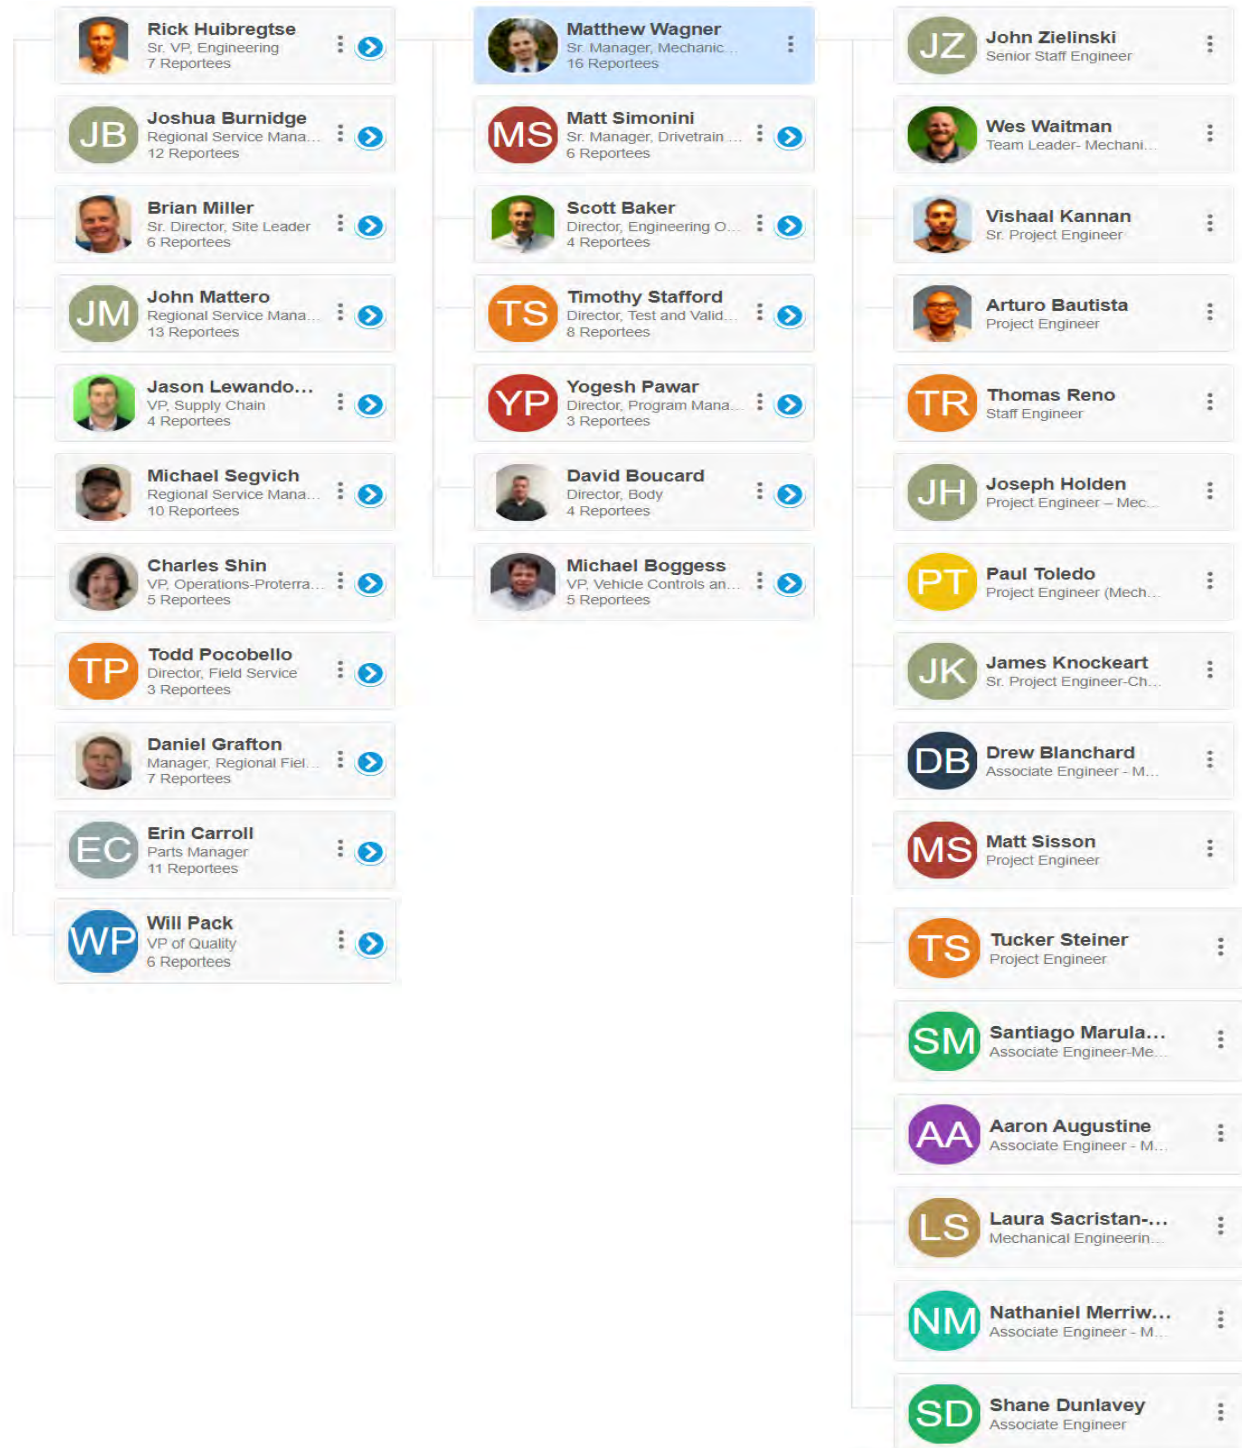 Rick Huibregtse
Sr. VP, Engineering
7 Reportees
JB
Joshua Burnidge
Regional Service Mana...
12 Reportees
Brian Miller
Sr. Director, Site Leader
6 Reportees
JM
John Mattero
Regional Service Mana...
13 Reportees
Jason Lewando...
VP, Supply Chain
4 Reportees
Michael Segvich
Regional Service Mana...
10 Reportees
Charles Shin
VP, Operations-Proterra...
5 Reportees
TP
Todd Pocobello
Director, Field Service
3 Reportees
Daniel Grafton
Manager, Regional Fiel...
7 Reportees
EC
Erin Carroll
Parts Manager
11 Reportees
WP
Will Pack
VP of Quality
6 Reportees
Matthew Wagner
Sr. Manager, Mechanic...
16 Reportees
MS
Matt Simonini
Sr. Manager, Drivetrain ...
6 Reportees
Scott Baker
Director, Engineering O...
4 Reportees
TS
Timothy Stafford
Director, Test and Valid...
8 Reportees
YP
Yogesh Pawar
Director, Program Mana...
3 Reportees
David Boucard
Director, Body
4 Reportees
Michael Boggess
VP, Vehicle Controls an...
5 Reportees
JZ
John Zielinski
Senior Staff Engineer
Wes Waitman
Team Leader- Mechani...
Vishaal Kannan
Sr. Project Engineer
Arturo Bautista
Project Engineer
TR
Thomas Reno
Staff Engineer
JH
Joseph Holden
Project Engineer – Mec...
PT
Paul Toledo
Project Engineer (Mech...
JK
James Knockeart
Sr. Project Engineer-Ch...
DB
Drew Blanchard
Associate Engineer - M...
MS
Matt Sisson
Project Engineer
TS
Tucker Steiner
Project Engineer
SM
Santiago Marula...
Associate Engineer-Me...
AA
Aaron Augustine
Associate Engineer - M...
LS
Laura Sacristan-...
Mechanical Engineerin...
NM
Nathaniel Merriw...
Associate Engineer - M...
SD
Shane Dunlavey
Associate Engineer